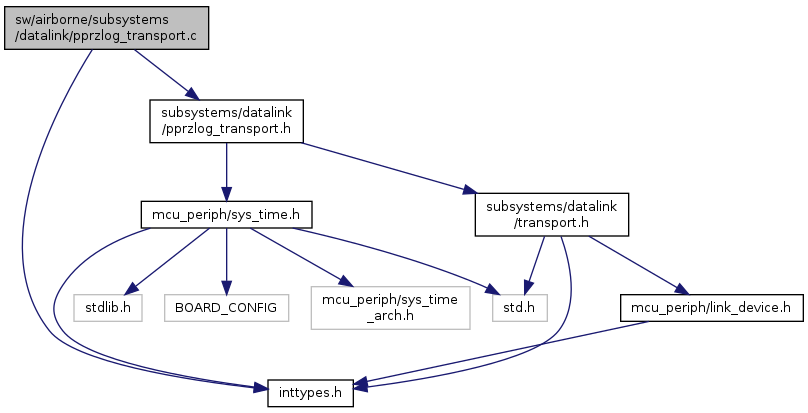 sw/airborne/subsystems
/datalink/pprzlog_transport.c
subsystems/datalink
/pprzlog_transport.h
mcu_periph/sys_time.h
subsystems/datalink
/transport.h
stdlib.h
BOARD_CONFIG
mcu_periph/sys_time
_arch.h
std.h
mcu_periph/link_device.h
inttypes.h